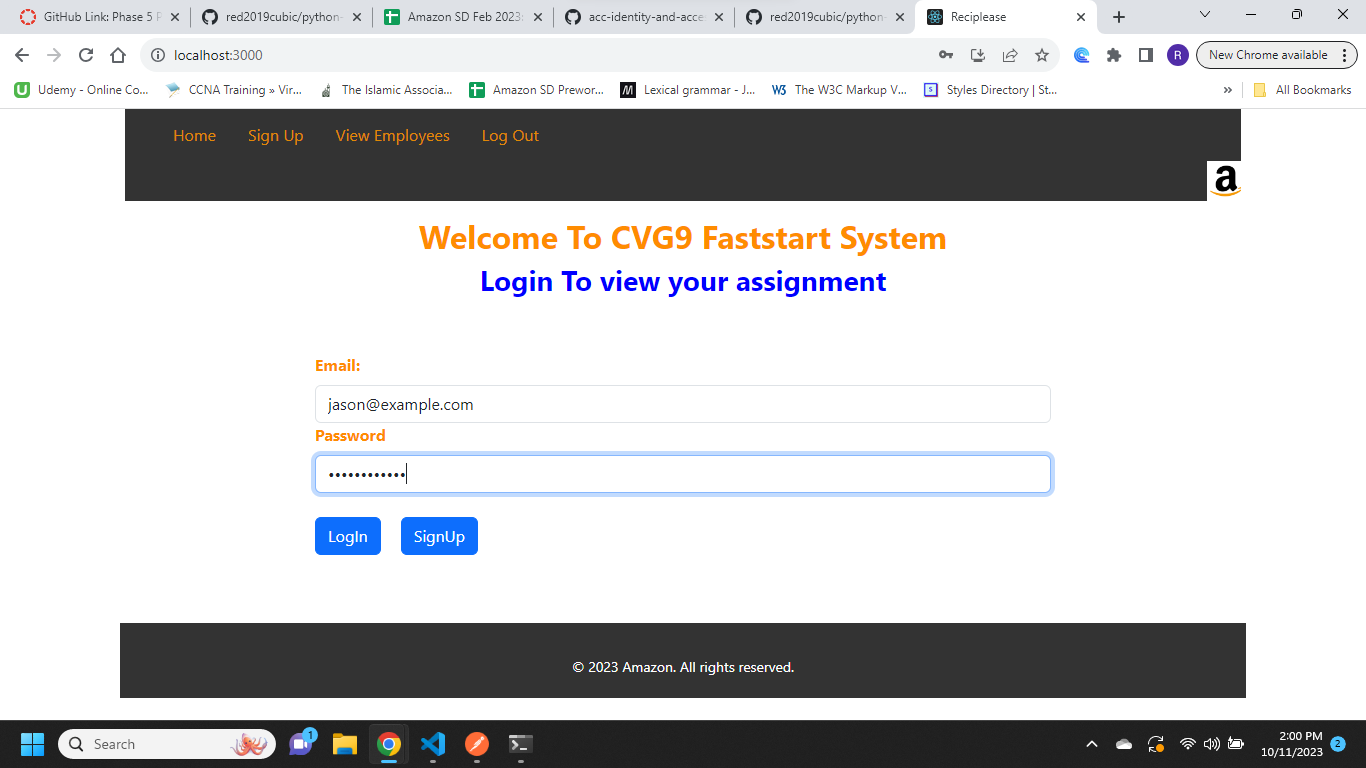 GitHub Link: Phase 5 P
red2019cubic/python-
Amazon SD Feb 2023:
acc-identity-and-acce
red2019cubic/python-
Reciplease
localhost:3000
R
New Chrome available
Udemy - Online Co...
CCNA Training » Vir...
The Islamic Associa...
Amazon SD Prewor...
Lexical grammar - J...
The W3C Markup V...
Styles Directory | St...
»
All Bookmarks
Home
Sign Up
View Employees
Log Out
a
Welcome To CVG9 Faststart System
Login To view your assignment
Email:
jason@example.com
Password
••••••••••••
LogIn
SignUp
© 2023 Amazon. All rights reserved.
Search
1
2:00 PM
10/11/2023
2